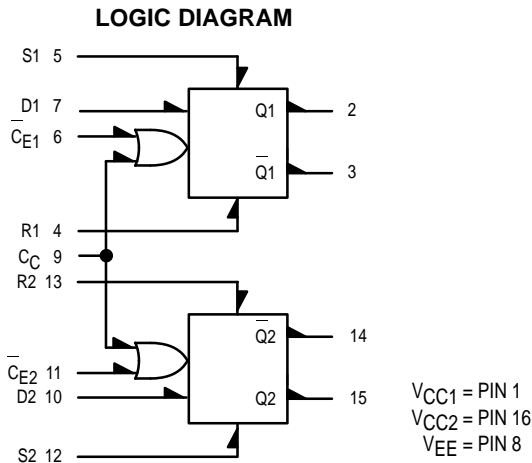 LOGIC DIAGRAM
S1 5
D1 7
C̅E1 6
Q1 2
Q̅1 3
R1 4
CC 9
R2 13
Q̅2 14
C̅E2 11
D2 10
Q2 15
S2 12
VCC1 = PIN 1
VCC2 = PIN 16
VEE = PIN 8